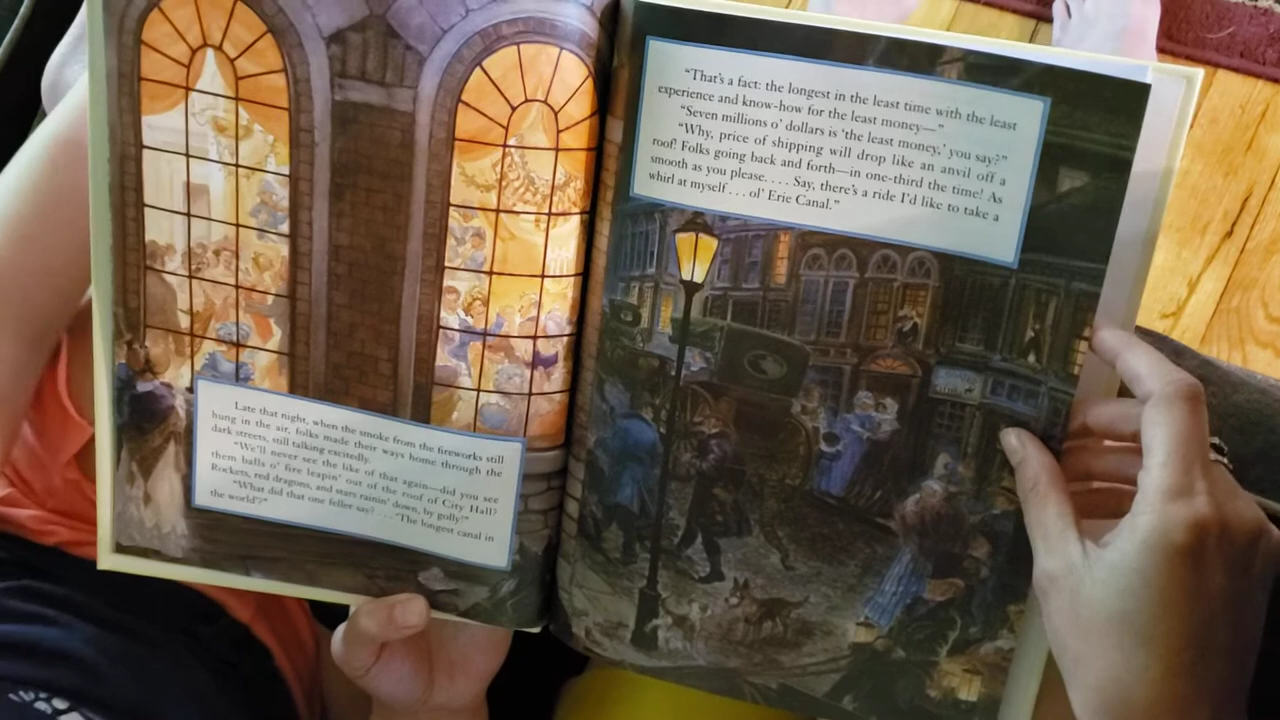 Late that night, when the smoke from the fireworks still
hung in the air, folks made their ways home through the
dark streets, still talking excitedly.
"We'll never see the like of that again—did you see
them balls o' fire leapin' out of the roof of City Hall?
Rockets, red dragons, and stars rainin' down, by golly!"
"What did that one feller say? . . . 'The longest canal in
the world'?"
"That's a fact: the longest in the least time with the least
experience and know-how for the least money—"
"Seven millions o' dollars is 'the least money,' you say?"
"Why, price of shipping will drop like an anvil off a
roof! Folks going back and forth—in one-third the time! As
smooth as you please. . . . Say, there's a ride I'd like to take a
whirl at myself . . . ol' Erie Canal."